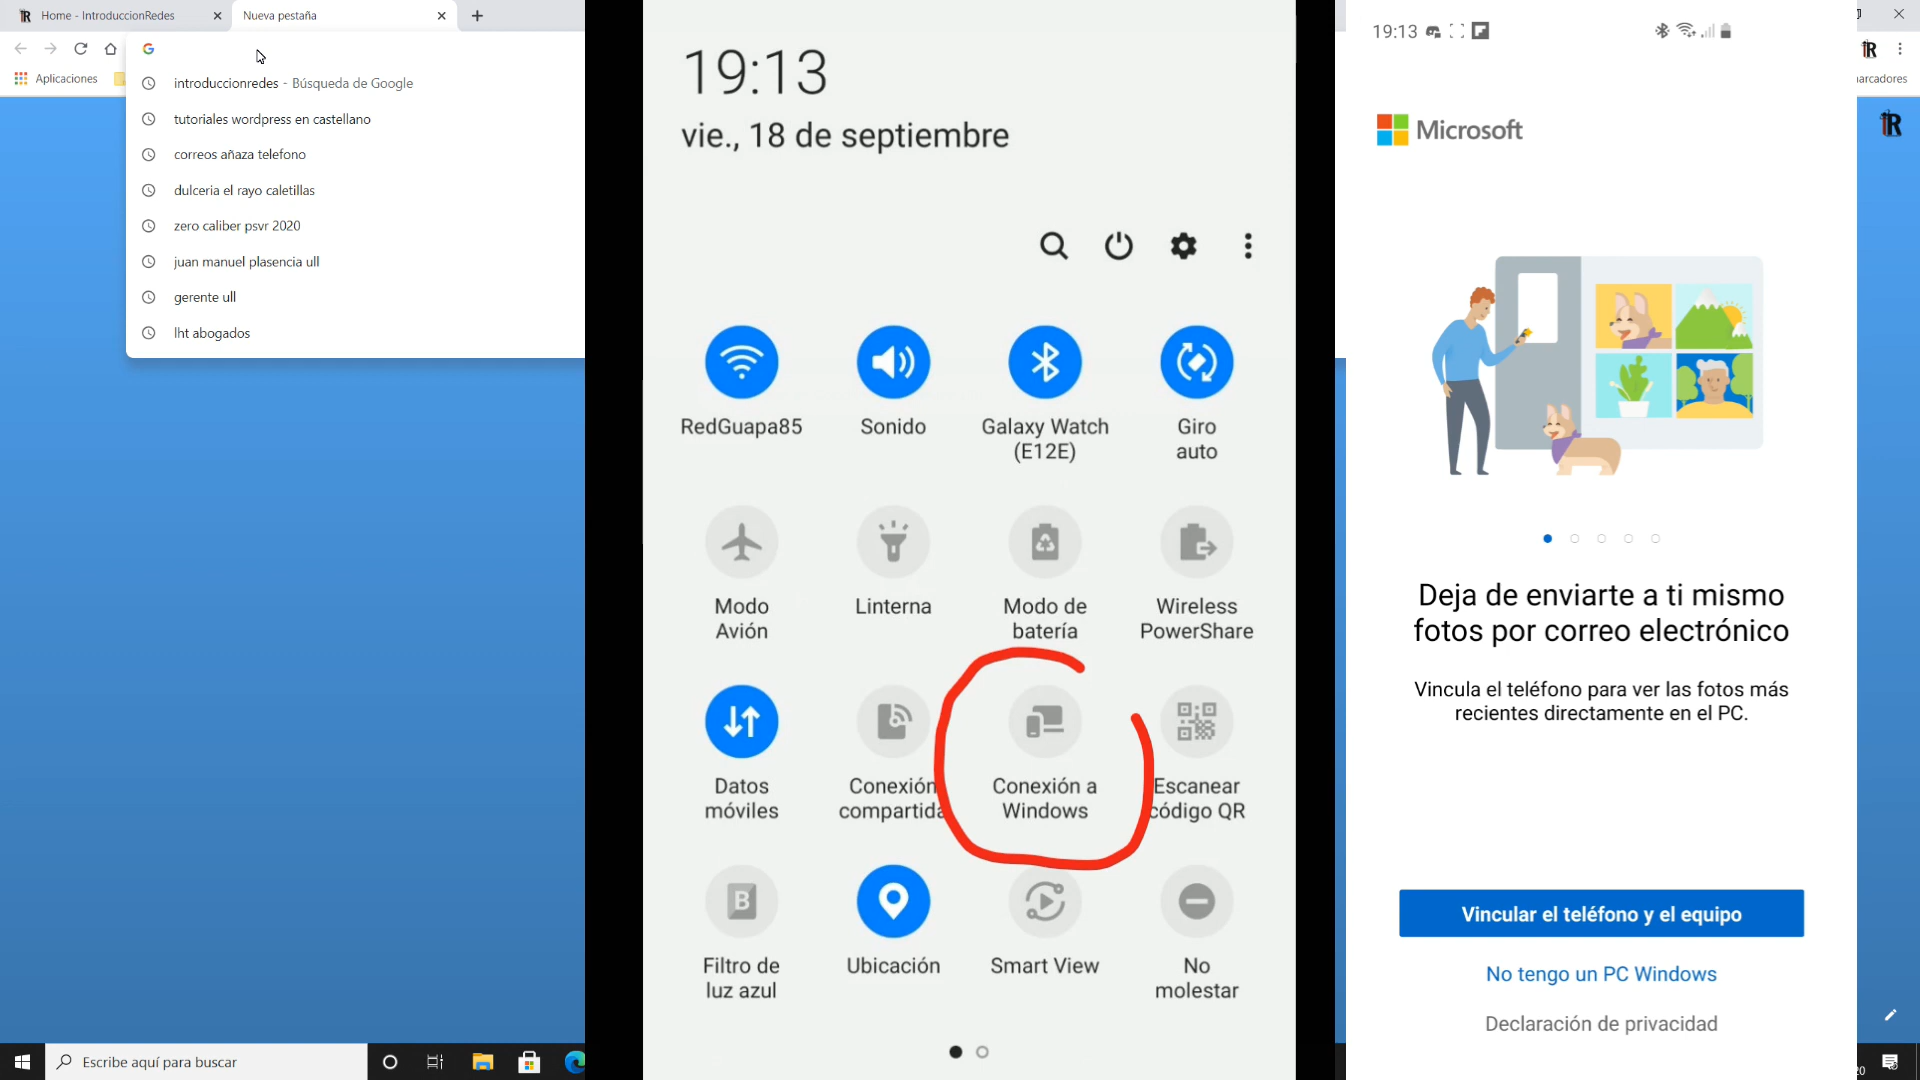 Home - IntroduccionRedes
Nueva pestaña
Aplicaciones
introduccionredes - Búsqueda de Google
tutoriales wordpress en castellano
correos añaza telefono
dulceria el rayo caletillas
zero caliber psvr 2020
juan manuel plasencia ull
gerente ull
lht abogados
Escribe aquí para buscar
19:13
vie., 18 de septiembre
RedGuapa85
Sonido
Galaxy Watch
(E12E)
Giro
auto
Modo
Avión
Linterna
Modo de
batería
Wireless
PowerShare
Datos
móviles
Conexión
compartida
Conexión a
Windows
Escanear
código QR
B
Filtro de
luz azul
Ubicación
Smart View
No
molestar
19:13
Microsoft
Deja de enviarte a ti mismo
fotos por correo electrónico
Vincula el teléfono para ver las fotos más
recientes directamente en el PC.
Vincular el teléfono y el equipo
No tengo un PC Windows
Declaración de privacidad
IR
arcadores
IR
20